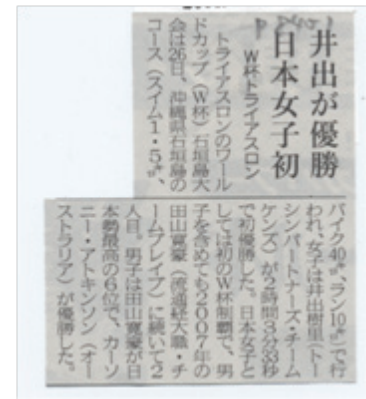 井出が優勝
日本女子初
W杯トライアスロン
トライアスロンのワール
ドカップ（W杯）石垣島大
会は26日、沖縄県石垣島の
コース（スイム1・5㌔、
バイク40㌔、ラン10㌔）で行
われ、女子は井出樹里（トー
シンパートナーズ・チーム
ケンズ）が2時間3分33秒
で初優勝した。日本女子と
しては初のW杯制覇で、男
子を含めても2007年の
田山寛豪（流通経大職・チ
ームブレイブ）に続いて2
人目。男子は田山寛豪が日
本勢最高の6位で、カーソ
ニー・アトキンソン（オー
ストラリア）が優勝した。